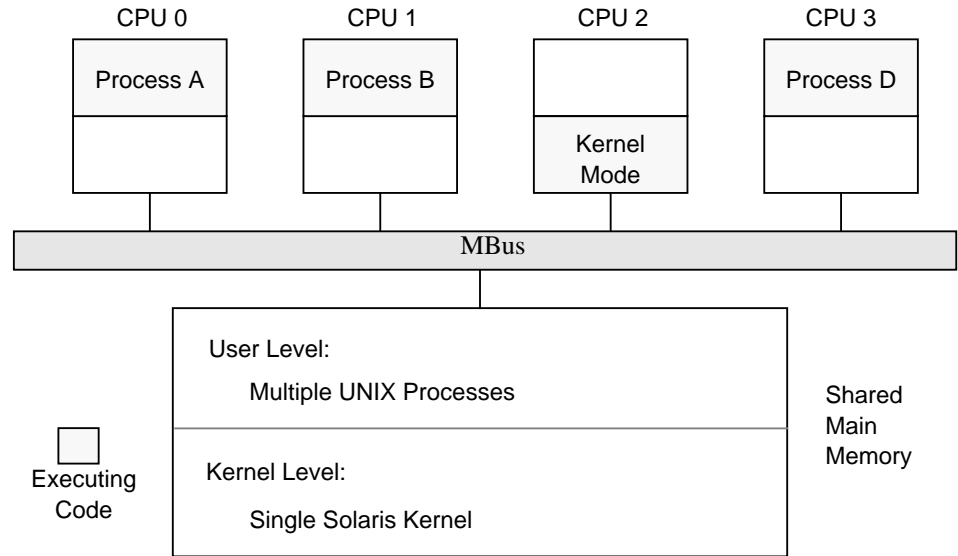 CPU 0
CPU 1
CPU 2
CPU 3
Process A
Process B
Process D
Kernel
Mode
MBus
User Level:
Multiple UNIX Processes
Shared
Main
Memory
Executing
Code
Kernel Level:
Single Solaris Kernel